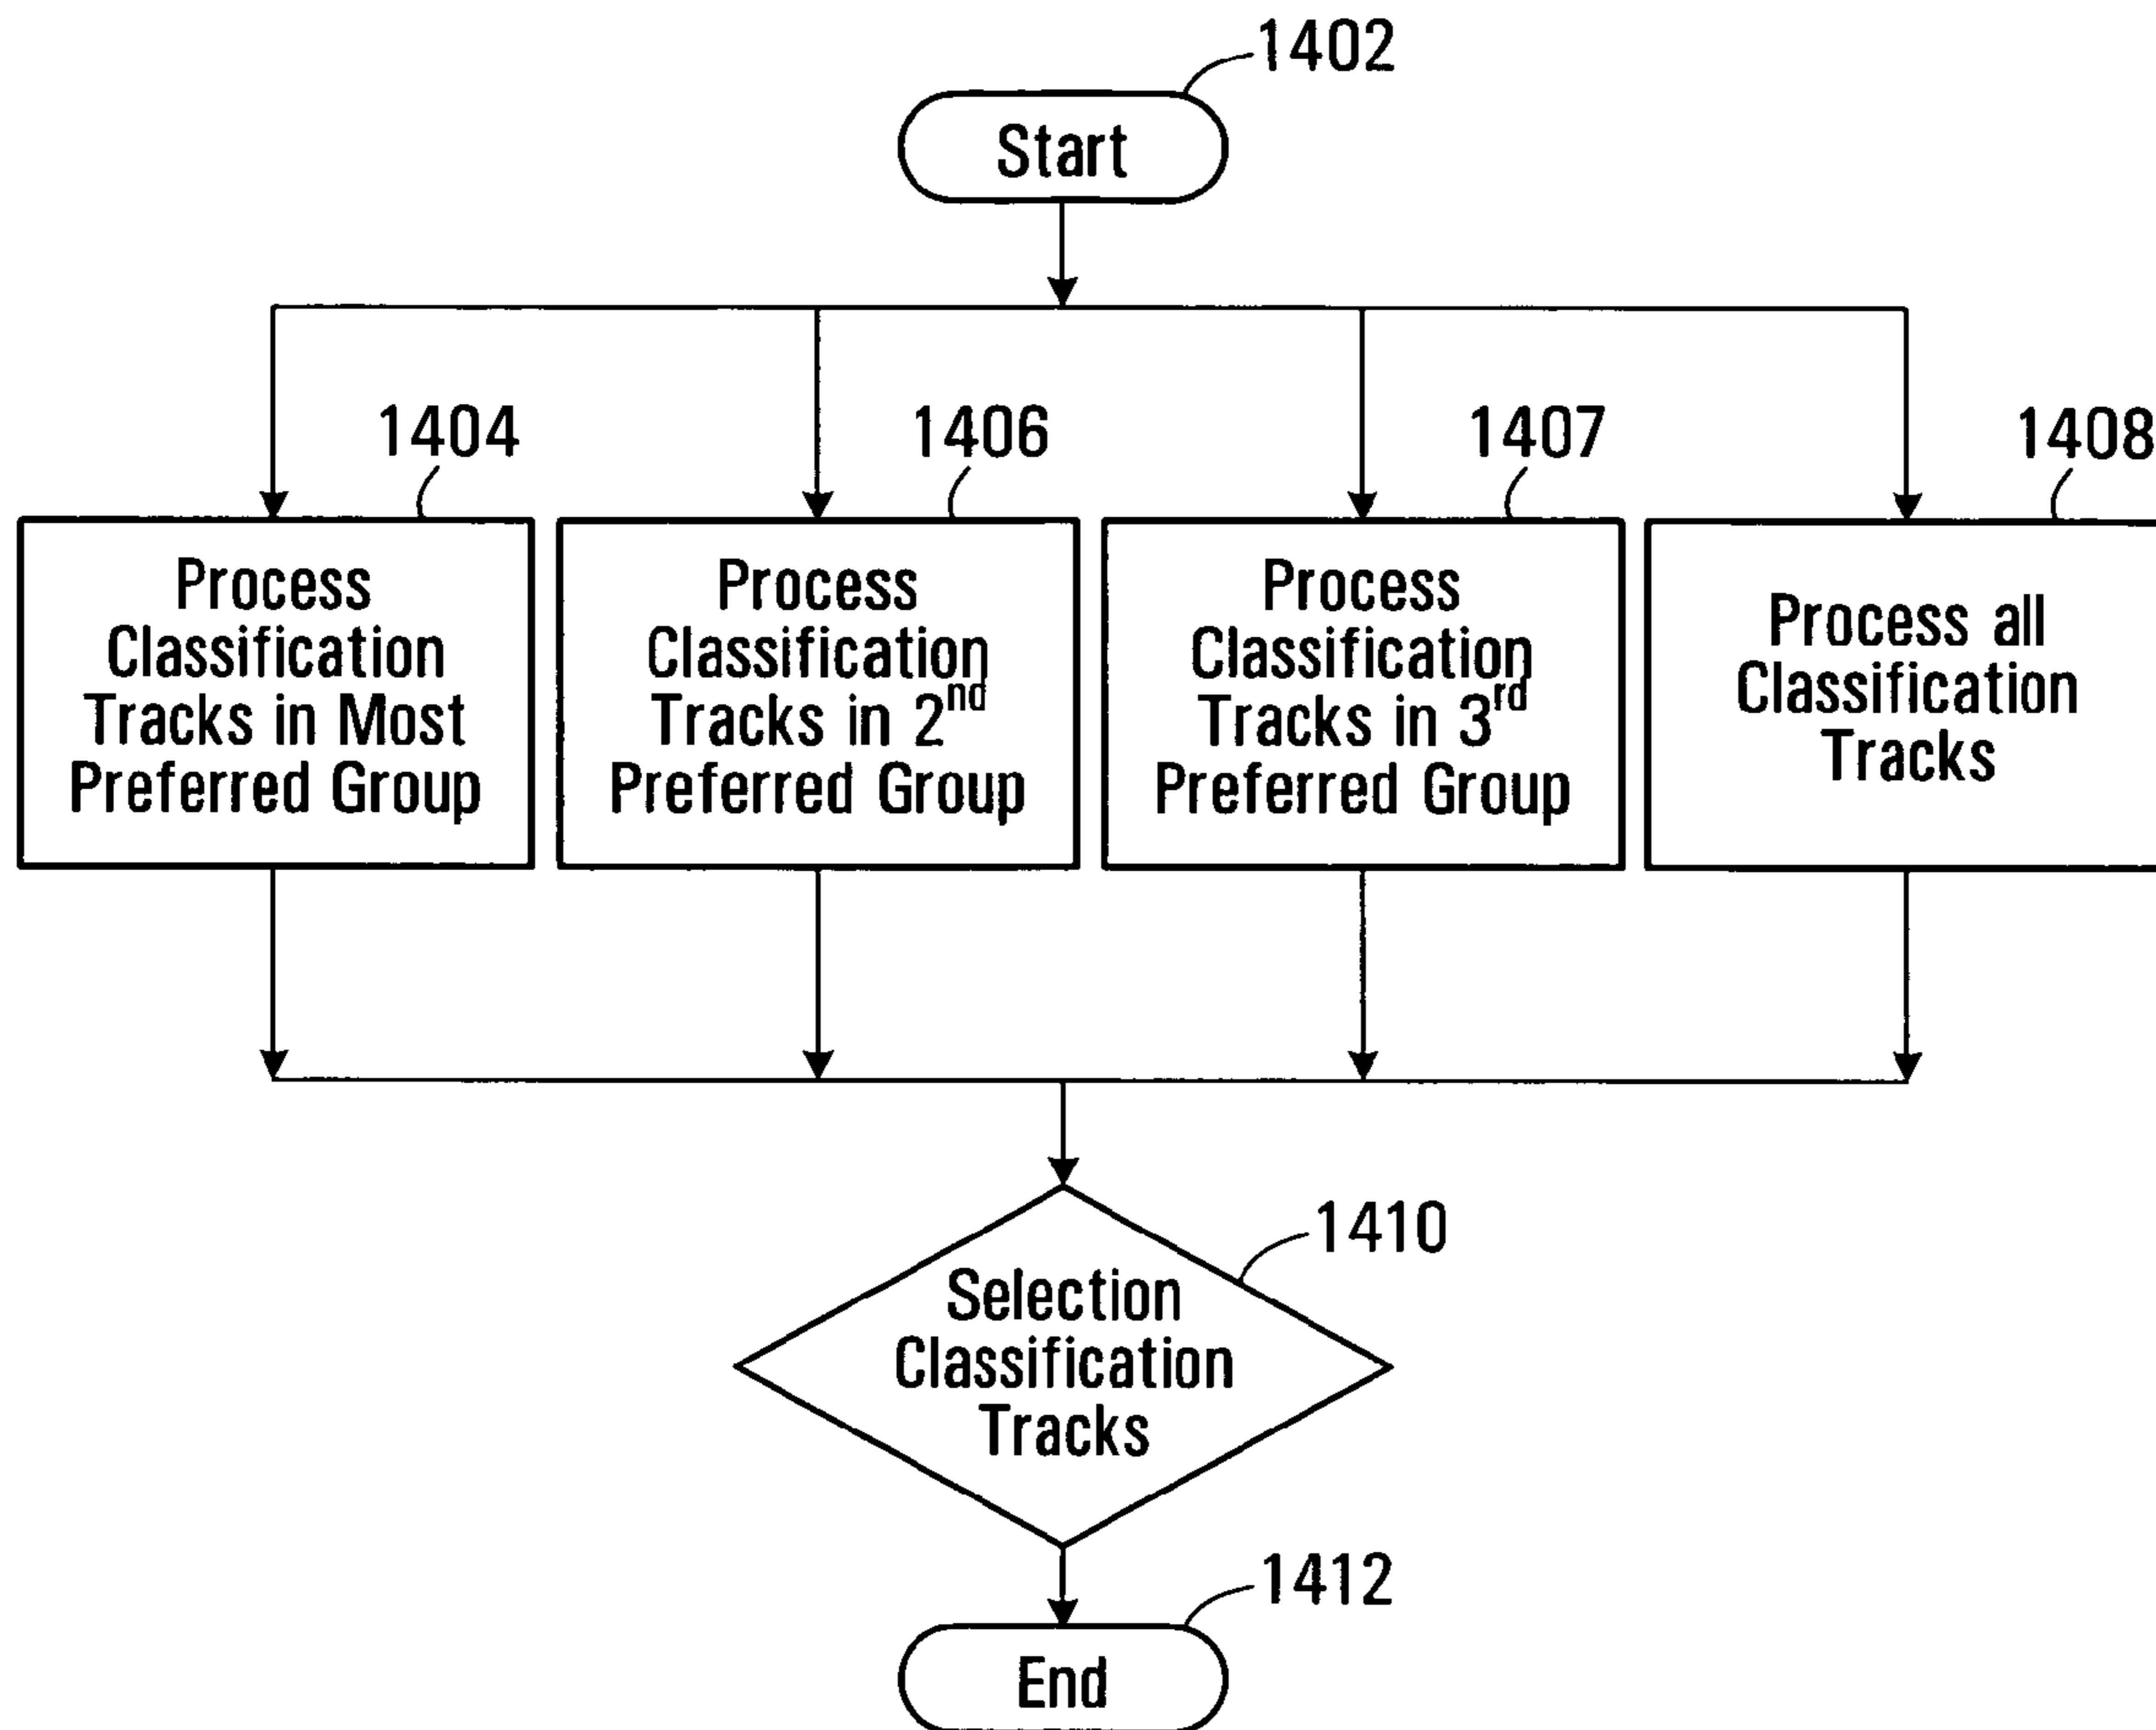 1402
Start
1404
1406
1407
1408
Process
Classification
Tracks in Most
Preferred Group
Process
Classification
Tracks in 2nd
Preferred Group
Process
Classification
Tracks in 3rd
Preferred Group
Process all
Classification
Tracks
1410
Selection
Classification
Tracks
1412
End